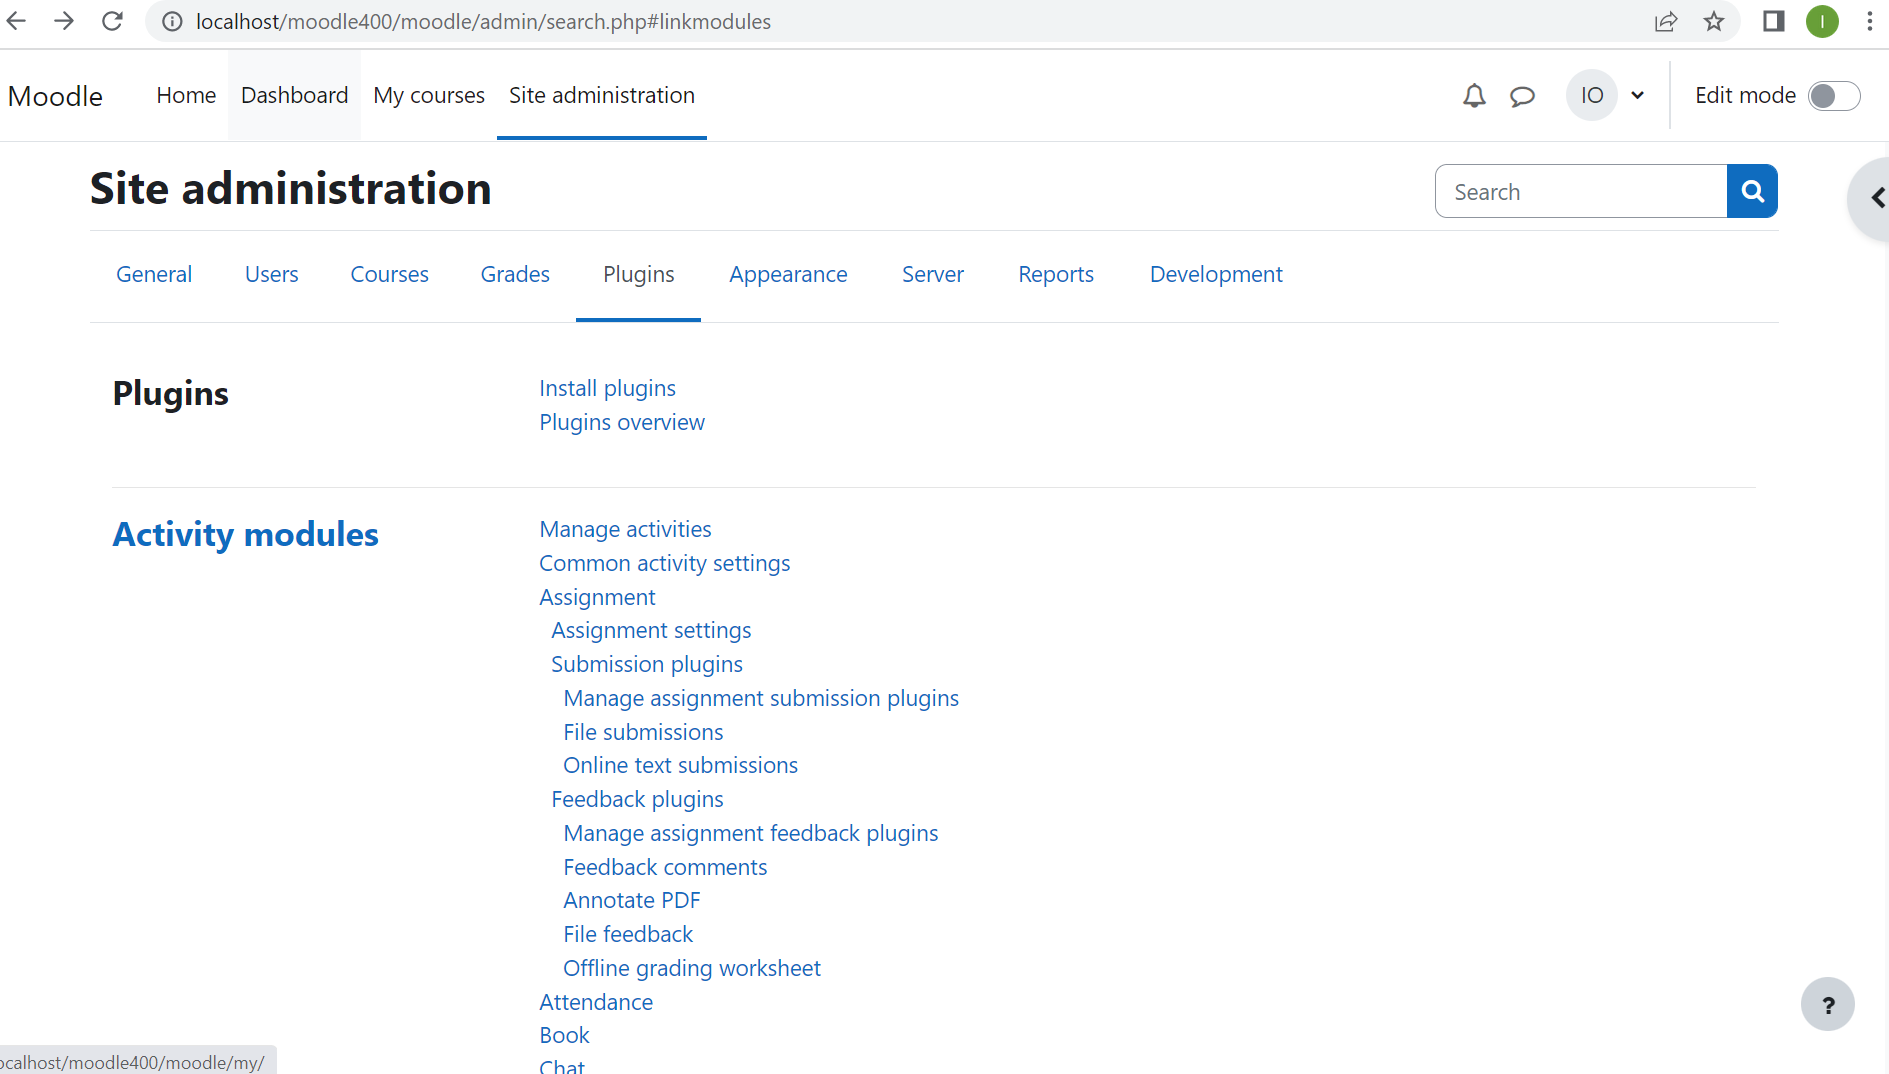 localhost/moodle400/moodle/admin/search.php#linkmodules
I
Moodle
Home Dashboard My courses Site administration
IO
Edit mode
Site administration
Search
General Users Courses Grades Plugins Appearance Server Reports Development
Plugins
Install plugins
Plugins overview
Activity modules
Manage activities
Common activity settings
Assignment
Assignment settings
Submission plugins
Manage assignment submission plugins
File submissions
Online text submissions
Feedback plugins
Manage assignment feedback plugins
Feedback comments
Annotate PDF
File feedback
Offline grading worksheet
Attendance
Book
Chat
?
ocalhost/moodle400/moodle/my/